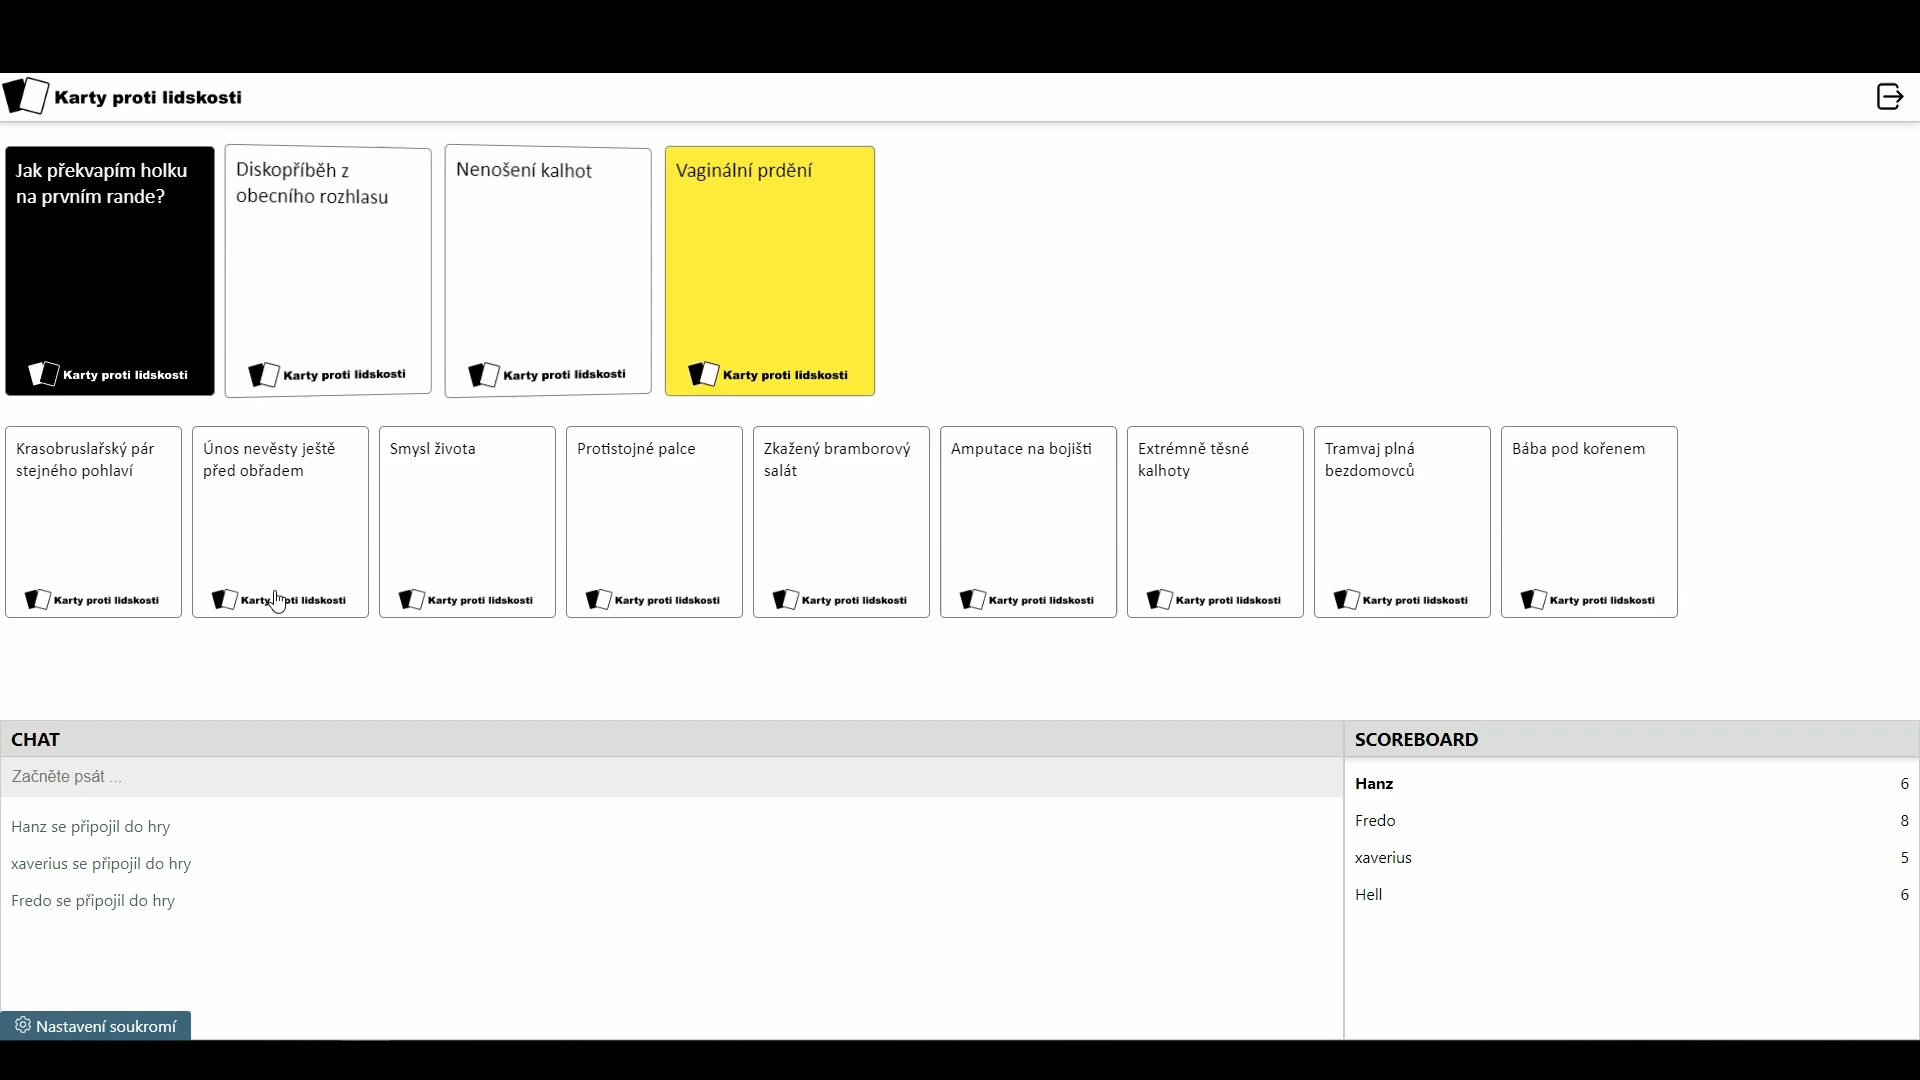 Karty proti lidskosti
Jak překvapím holku
na prvním rande?
Karty proti lidskosti
Diskopříběh z
obecního rozhlasu
Karty proti lidskosti
Nenošení kalhot
Karty proti lidskosti
Vaginální prdění
Karty proti lidskosti
Krasobruslařský pár
stejného pohlaví
Karty proti lidskosti
Únos nevěsty ještě
před obřadem
Karty proti lidskosti
Smysl života
Karty proti lidskosti
Protistojné palce
Karty proti lidskosti
Zkažený bramborový
salát
Karty proti lidskosti
Amputace na bojišti
Karty proti lidskosti
Extrémně těsné
kalhoty
Karty proti lidskosti
Tramvaj plná
bezdomovců
Karty proti lidskosti
Bába pod kořenem
Karty proti lidskosti
CHAT
Začněte psát ...
Hanz se připojil do hry
xaverius se připojil do hry
Fredo se připojil do hry
Nastavení soukromí
SCOREBOARD
Hanz 6
Fredo 8
xaverius 5
Hell 6